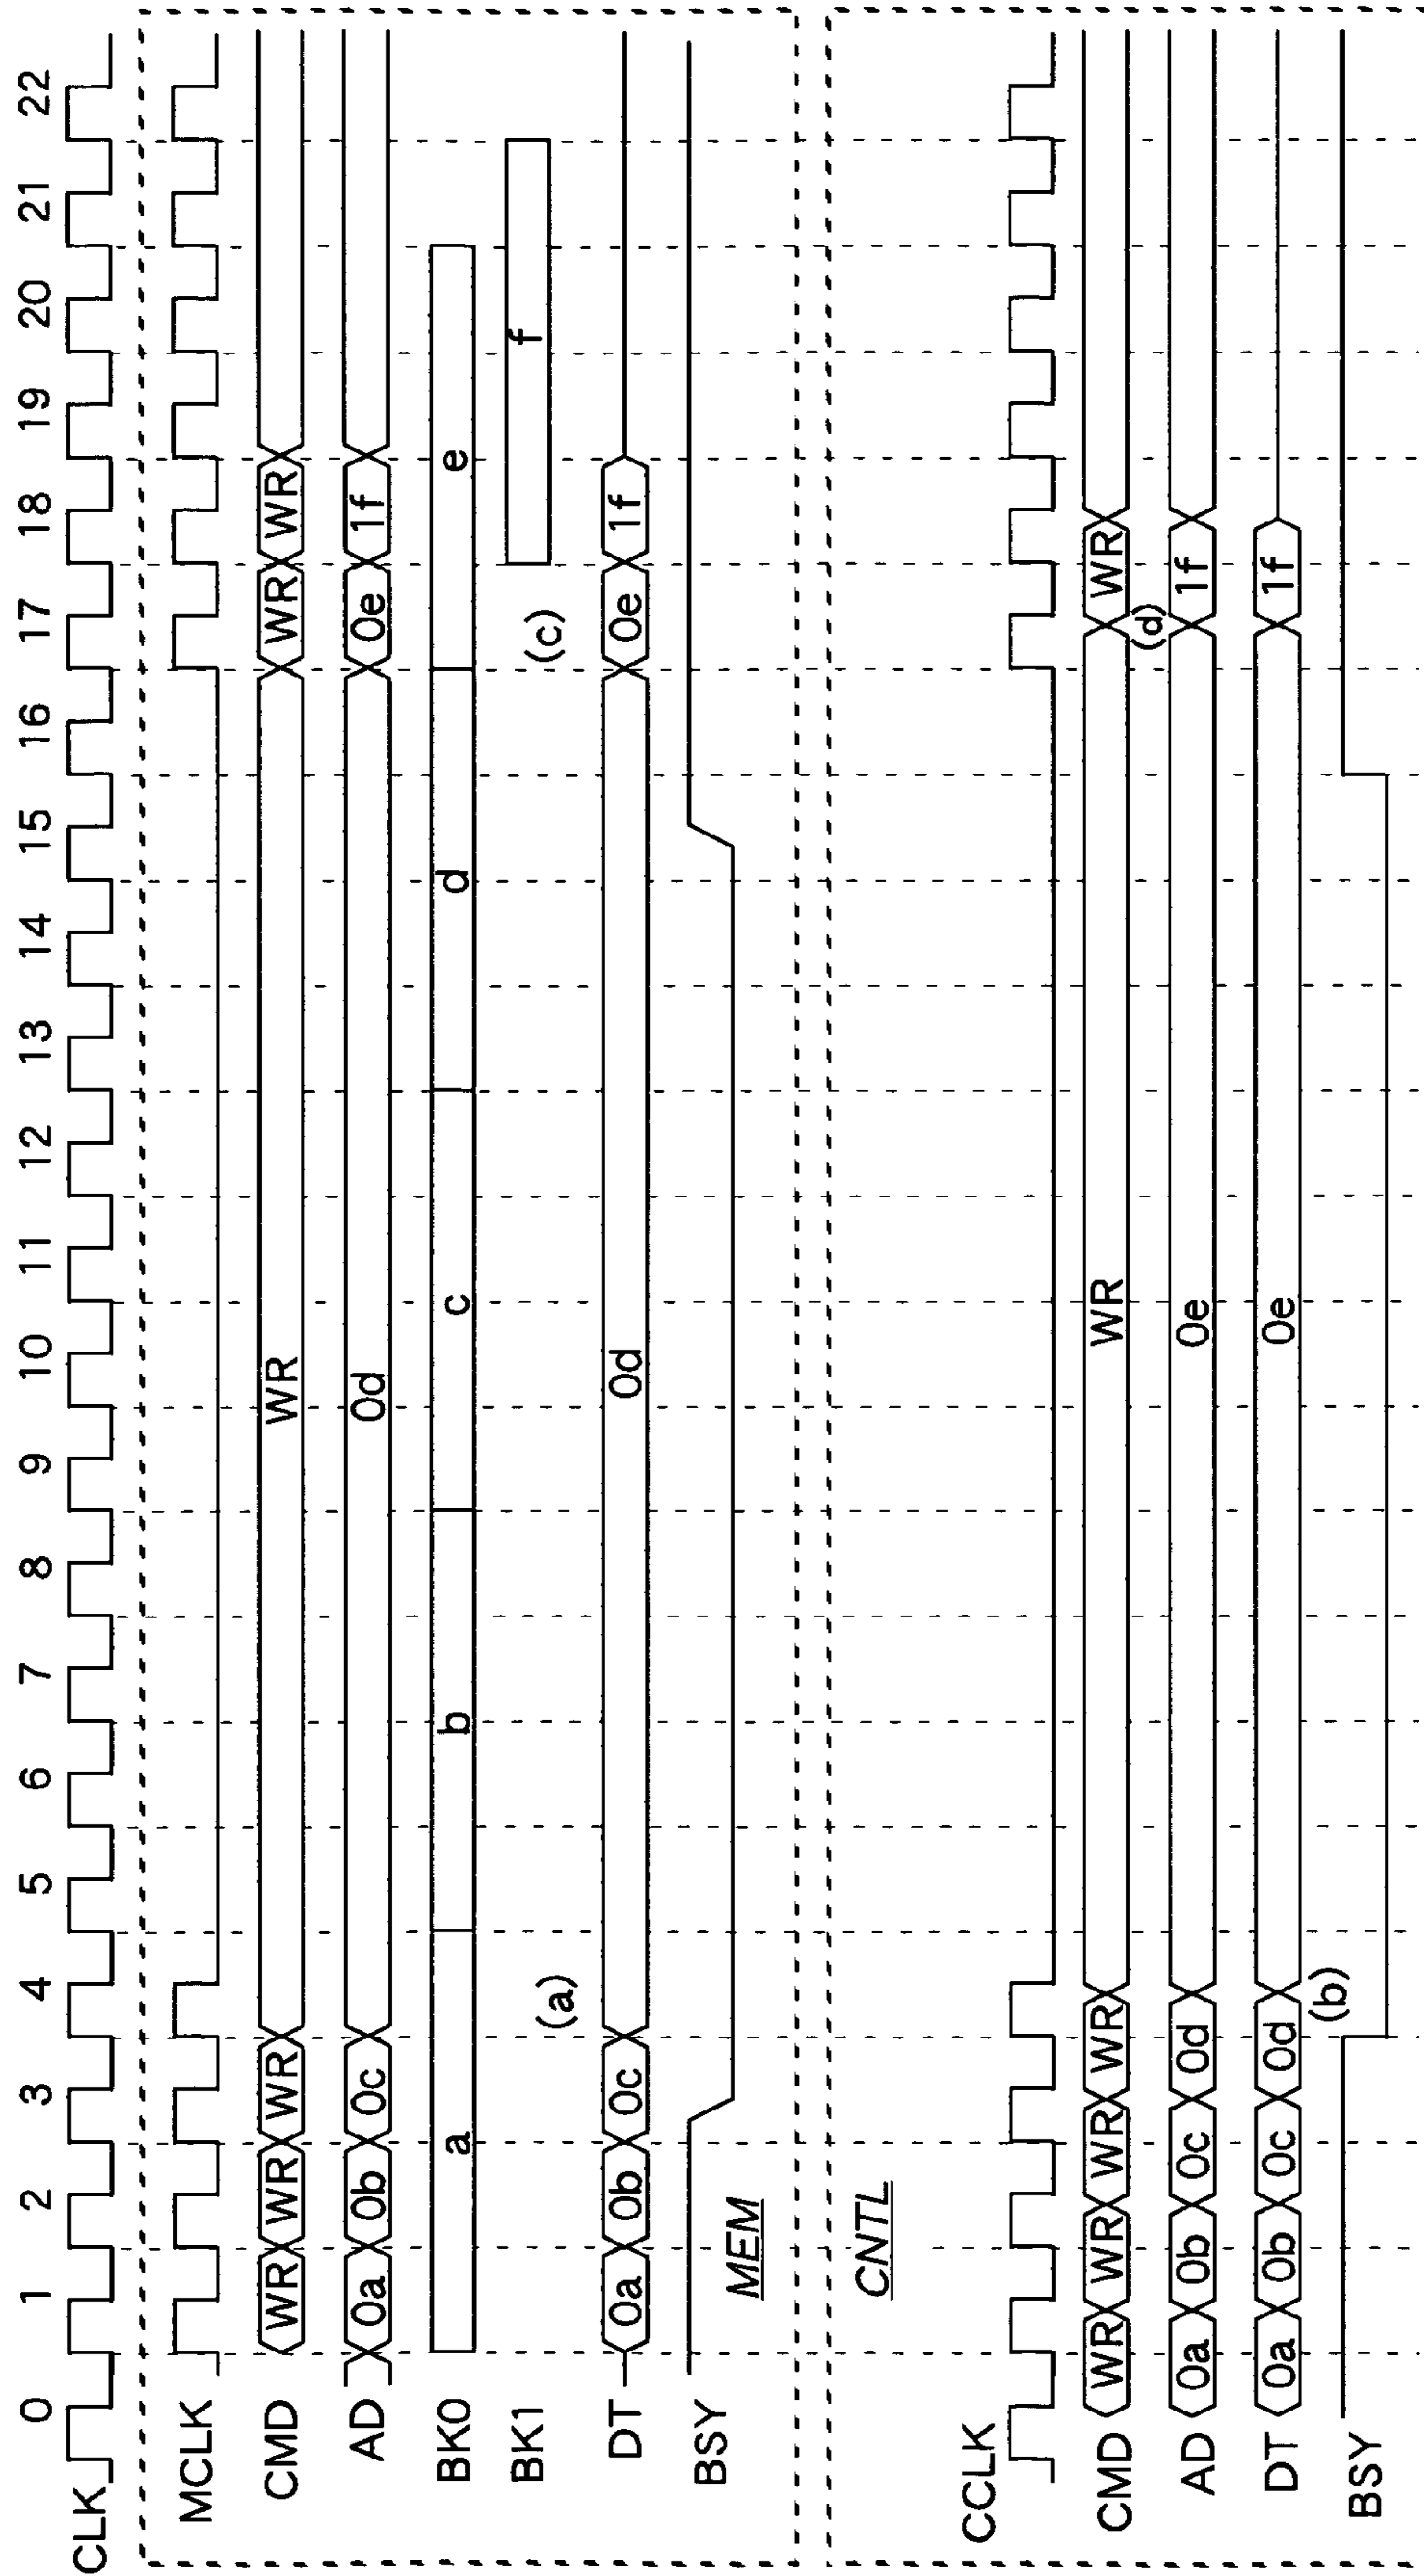 CLK 0 1 2 3 4 5 6 7 8 9 10 11 12 13 14 15 16 17 18 19 20 21 22
MCLK
CMD WR WR WR WR WR WR
AD 0a 0b 0c 0d 0e 1f
BK0 a b c d e
BK1 f
(a) (c)
DT 0a 0b 0c 0d 0e 1f
BSY
MEM
CNTL
CCLK
CMD WR WR WR WR WR WR
(d)
AD 0a 0b 0c 0d 0e 1f
DT 0a 0b 0c 0d 0e 1f
(b)
BSY